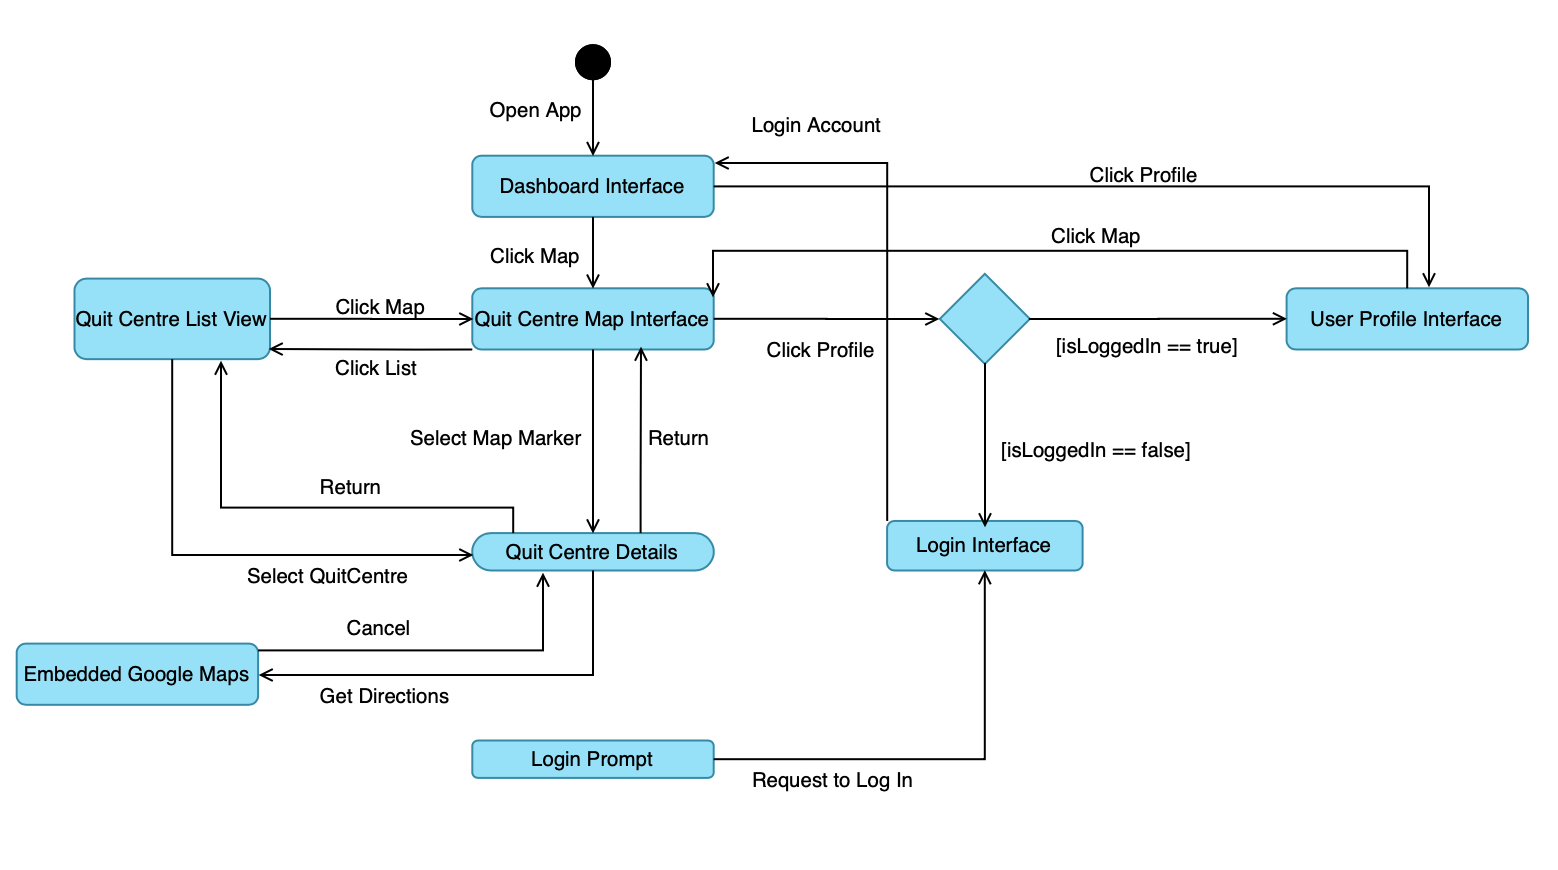 Open App
Login Account
Dashboard Interface
Click Profile
Click Map
Click Map
Quit Centre List View
Click Map
Quit Centre Map Interface
User Profile Interface
Click Profile
[isLoggedIn == true]
Click List
Select Map Marker
Return
[isLoggedIn == false]
Return
Quit Centre Details
Login Interface
Select QuitCentre
Cancel
Embedded Google Maps
Get Directions
Login Prompt
Request to Log In